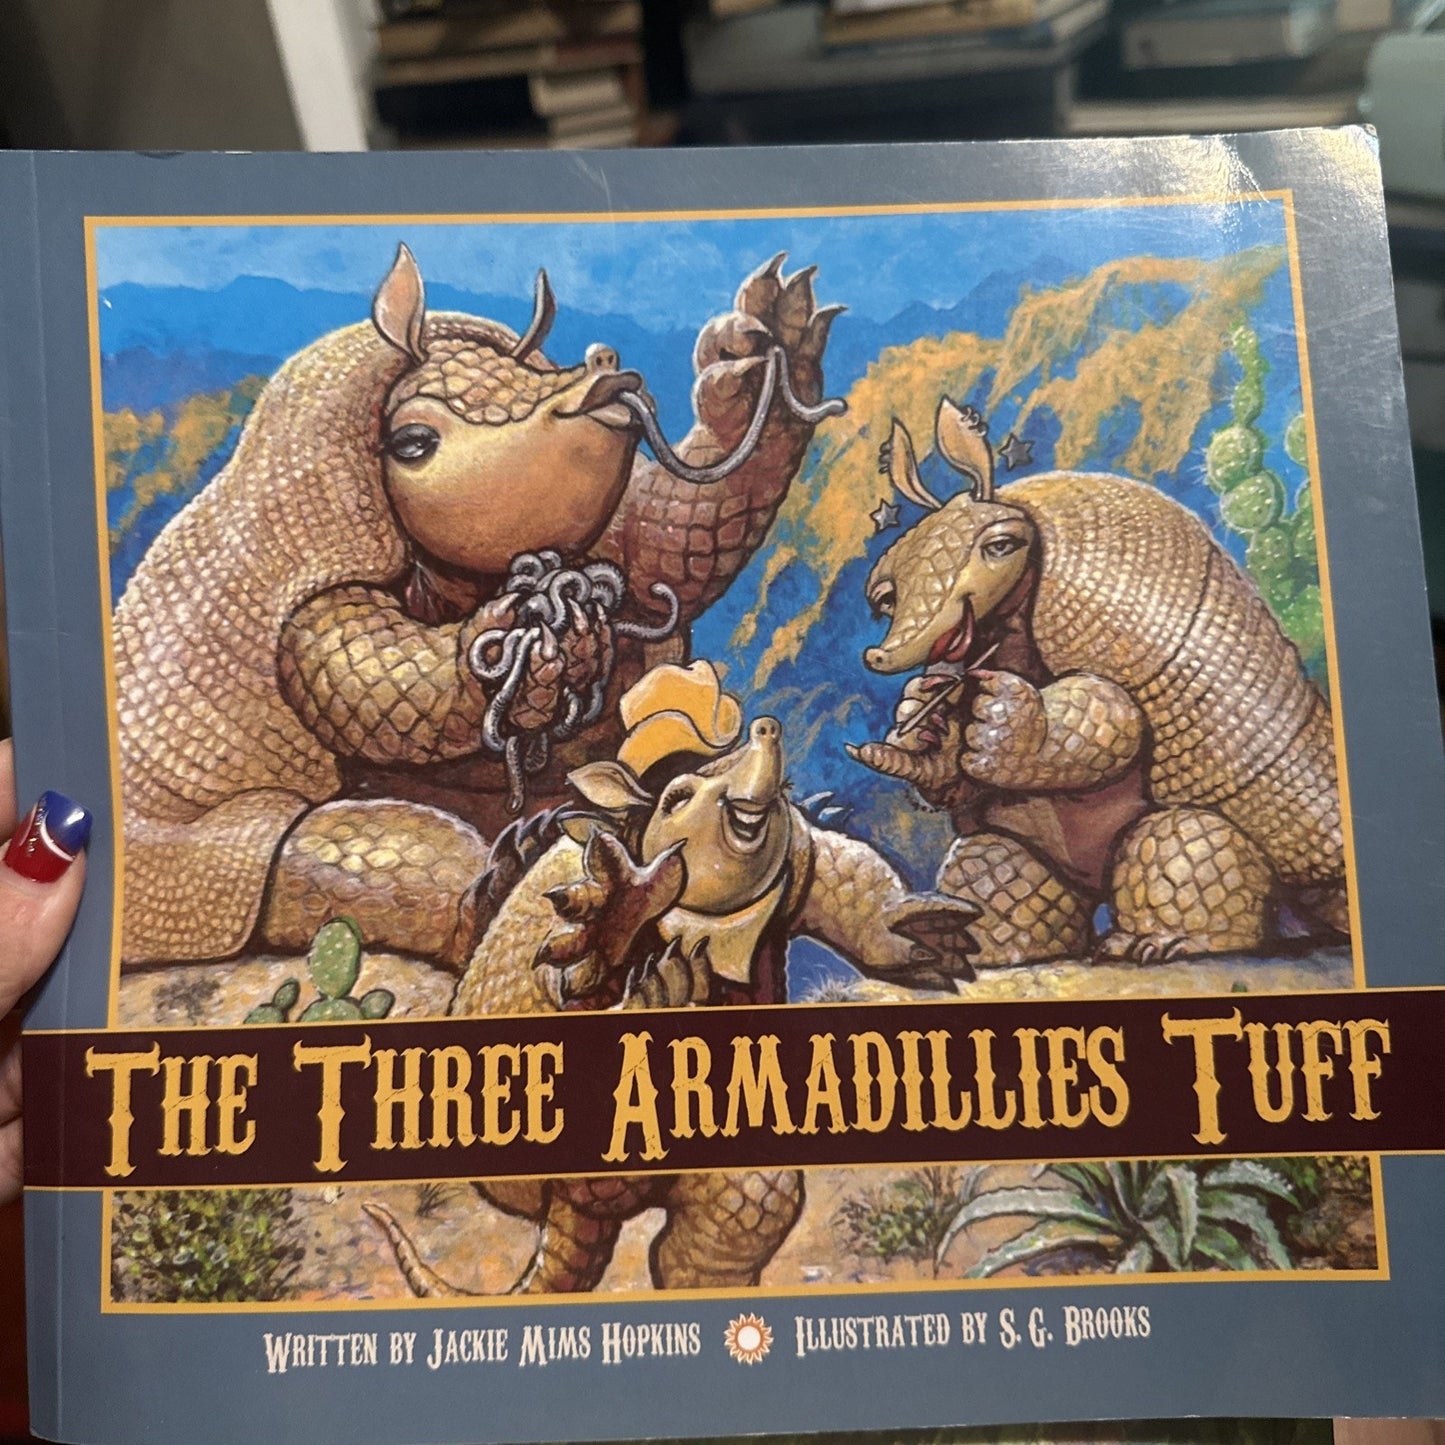 The Three Armadillies Tuff
Written by Jackie Mims Hopkins Illustrated by S. G. Brooks